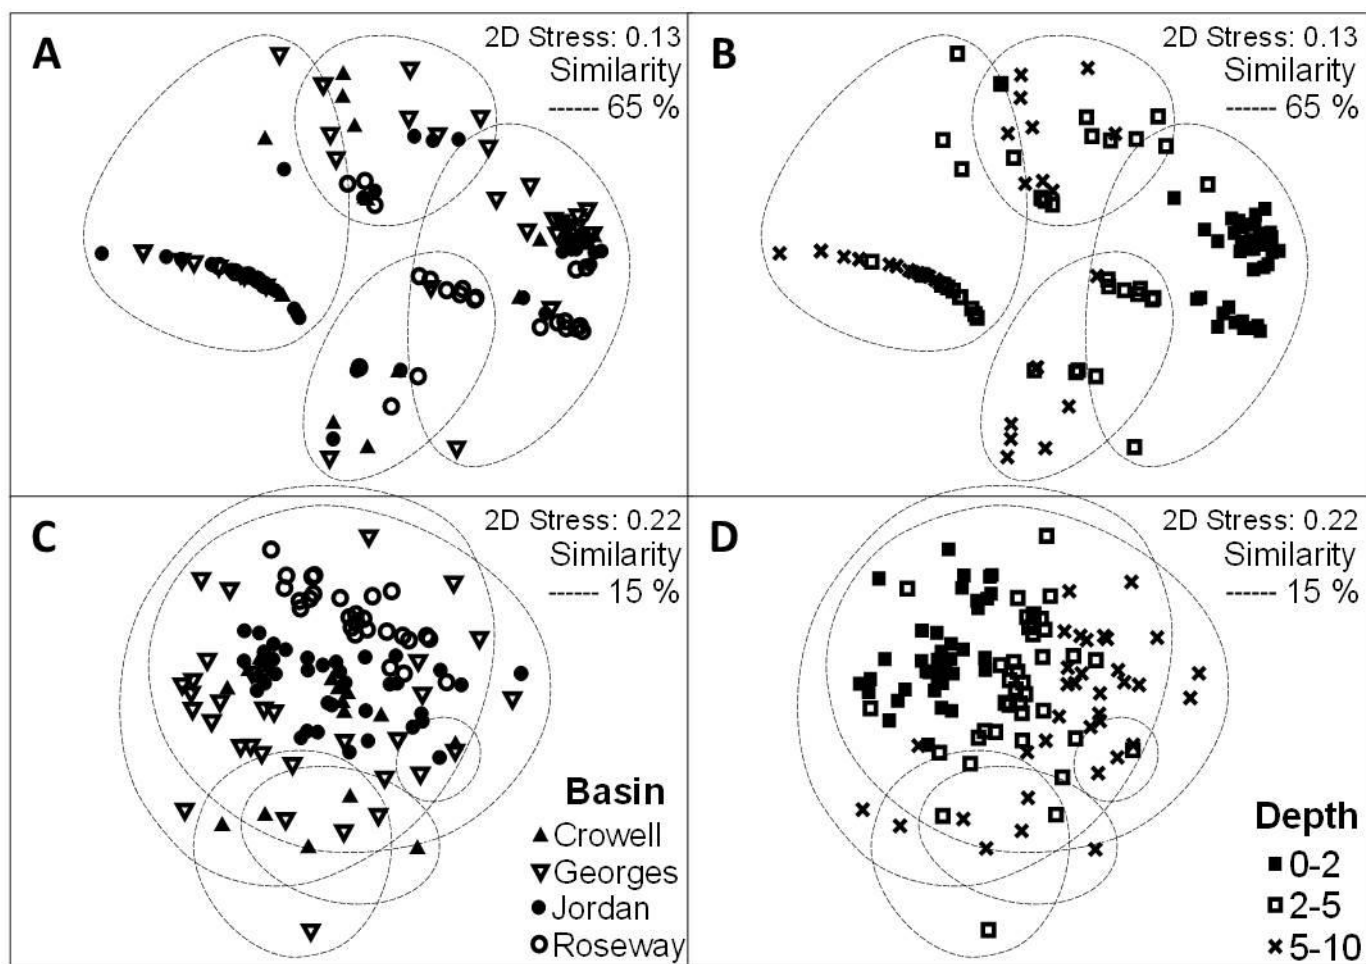 A
2D Stress: 0.13
Similarity
------ 65 %
B
2D Stress: 0.13
Similarity
------ 65 %
C
2D Stress: 0.22
Similarity
------ 15 %
Basin
Crowell
Georges
Jordan
Roseway
D
2D Stress: 0.22
Similarity
------ 15 %
Depth
0-2
2-5
5-10